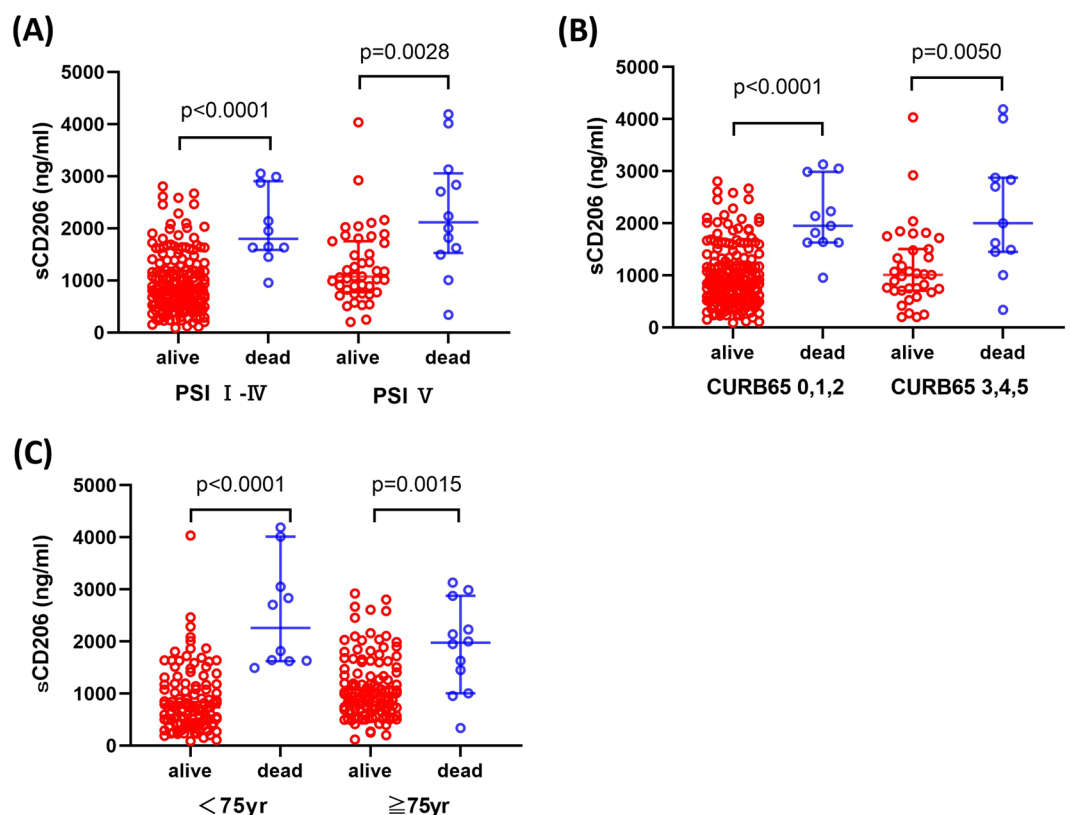 (A)
p=0.0028
p<0.0001
sCD206 (ng/ml)
5000
4000
3000
2000
1000
0
alive dead alive dead
PSI Ⅰ-Ⅳ PSI Ⅴ
(B)
p=0.0050
p<0.0001
sCD206 (ng/ml)
5000
4000
3000
2000
1000
0
alive dead alive dead
CURB65 0,1,2 CURB65 3,4,5
(C)
p<0.0001 p=0.0015
sCD206 (ng/ml)
5000
4000
3000
2000
1000
0
alive dead alive dead
＜75yr ≧75yr